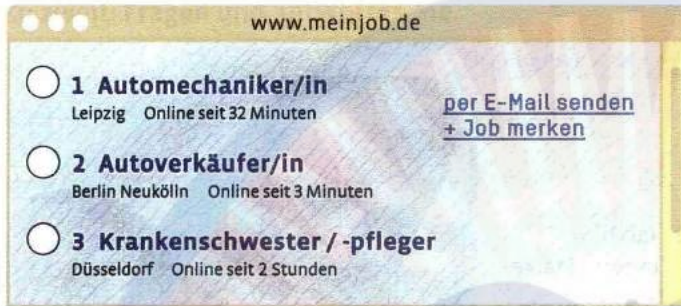 www.meinjob.de
1 Automechaniker/in
Leipzig Online seit 32 Minuten
per E-Mail senden
+ Job merken
2 Autoverkäufer/in
Berlin Neukölln Online seit 3 Minuten
3 Krankenschwester / -pfleger
Düsseldorf Online seit 2 Stunden